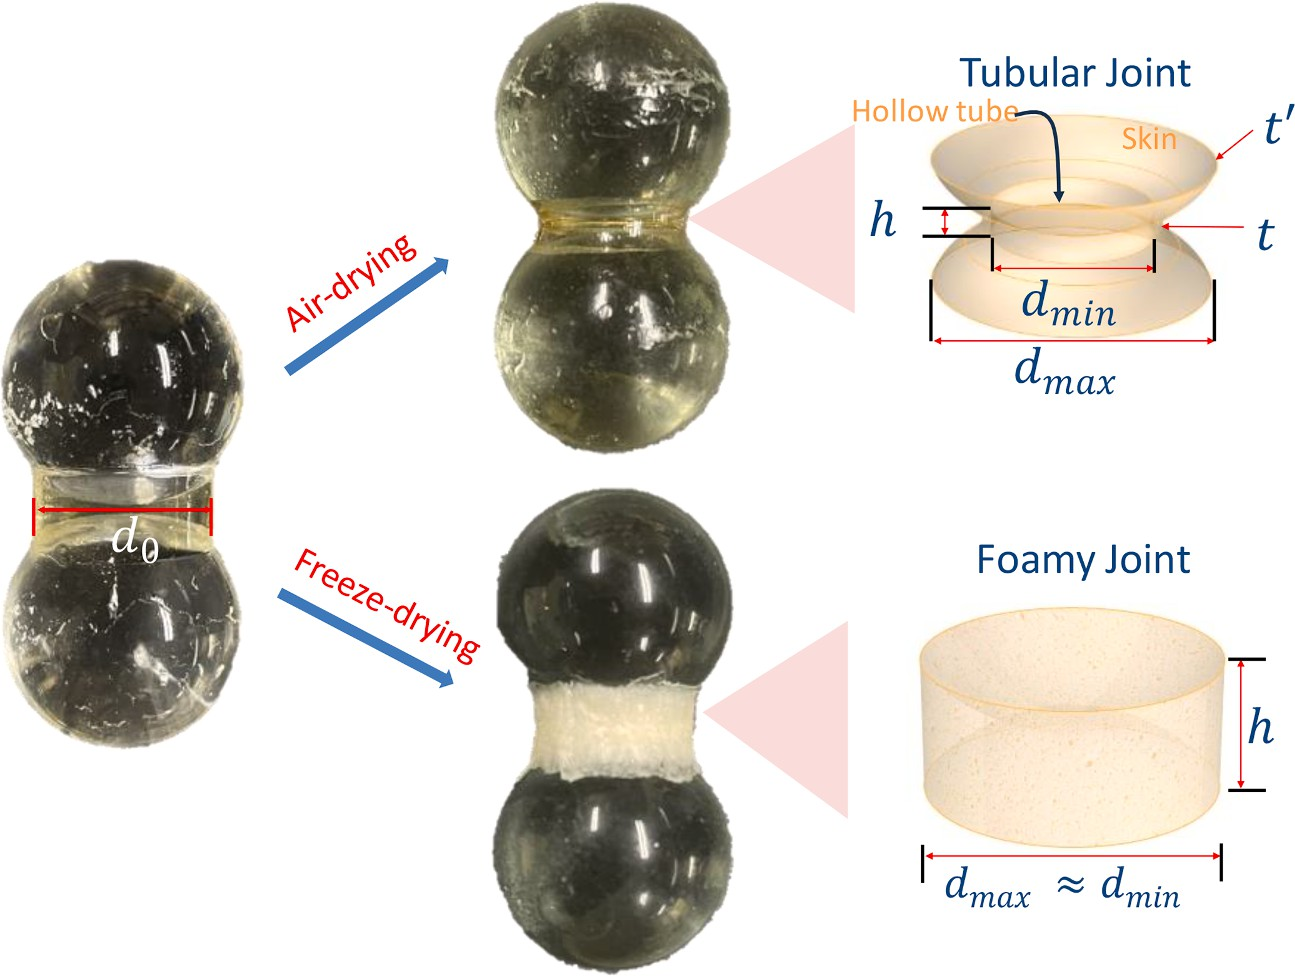 Tubular Joint
Hollow tube
Skin
t′
h
t
d_min
d_max
Air-drying
d_0
Freeze-drying
Foamy Joint
h
d_max ≈ d_min